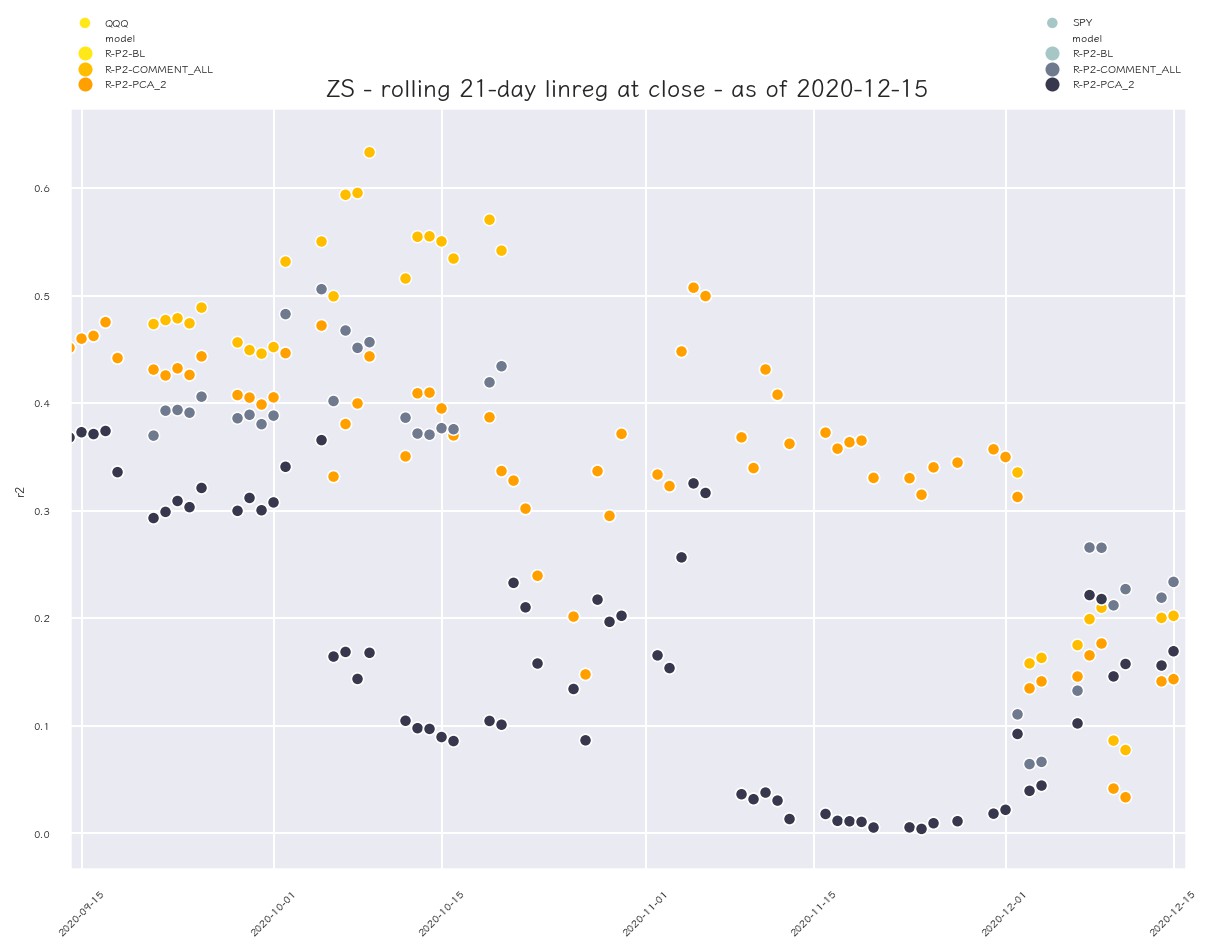 QQQ
model
R-P2-BL
R-P2-COMMENT_ALL
R-P2-PCA_2
SPY
model
R-P2-BL
R-P2-COMMENT_ALL
R-P2-PCA_2
ZS - rolling 21-day linreg at close - as of 2020-12-15
r2
0.6
0.5
0.4
0.3
0.2
0.1
0.0
2020-09-15
2020-10-01
2020-10-15
2020-11-01
2020-11-15
2020-12-01
2020-12-15